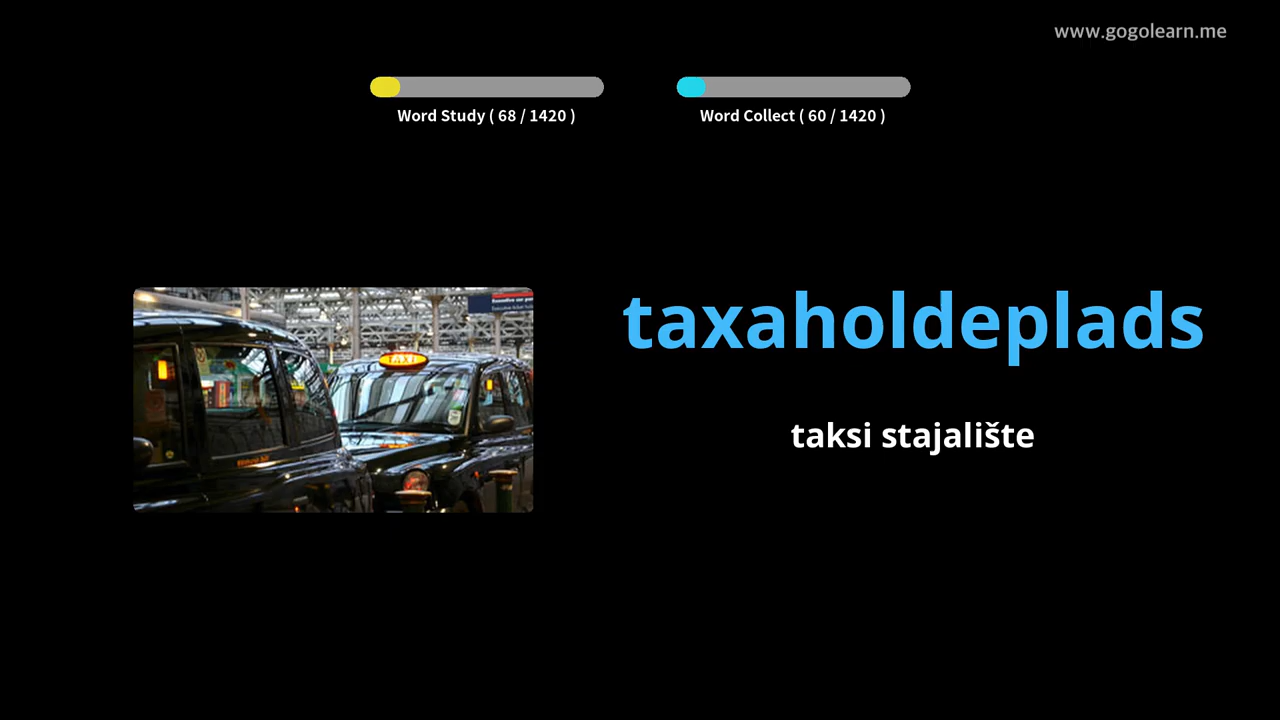 www.gogolearn.me
Word Study ( 68 / 1420 )
Word Collect ( 60 / 1420 )
TAXI
taxaholdeplads
taksi stajalište